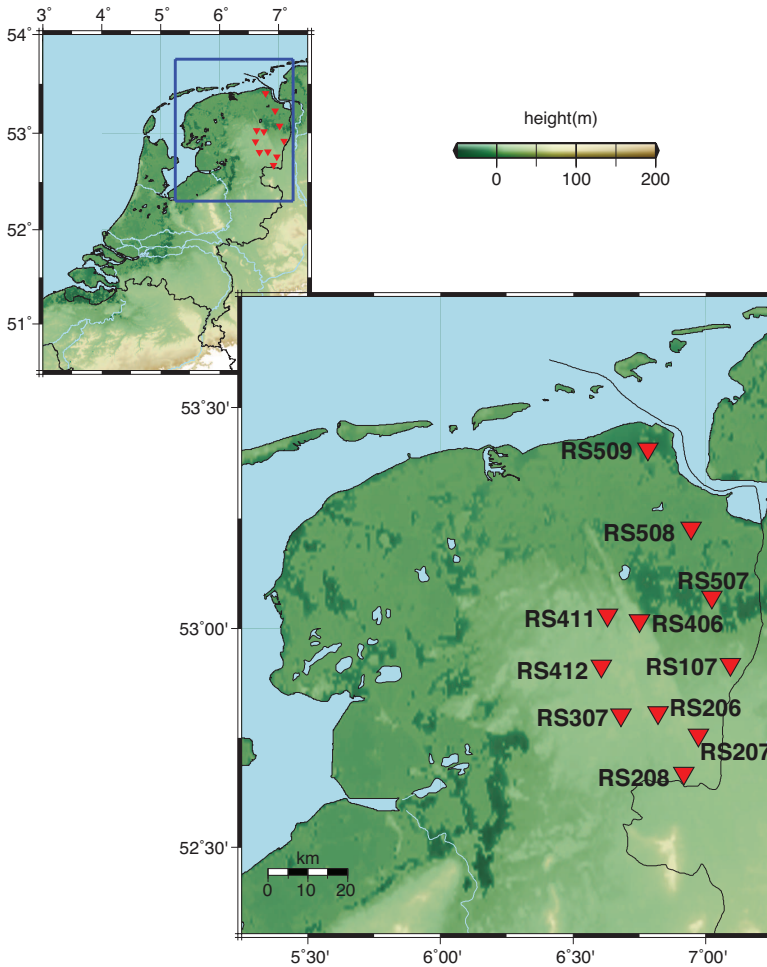 3˚ 4˚ 5˚ 6˚ 7˚
54˚
53˚
52˚
51˚
height(m)
0 100 200
53˚30'
53˚00'
52˚30'
RS509
RS508
RS507
RS411
RS406
RS412
RS107
RS307
RS206
RS207
RS208
km
0 10 20
5˚30' 6˚00' 6˚30' 7˚00'